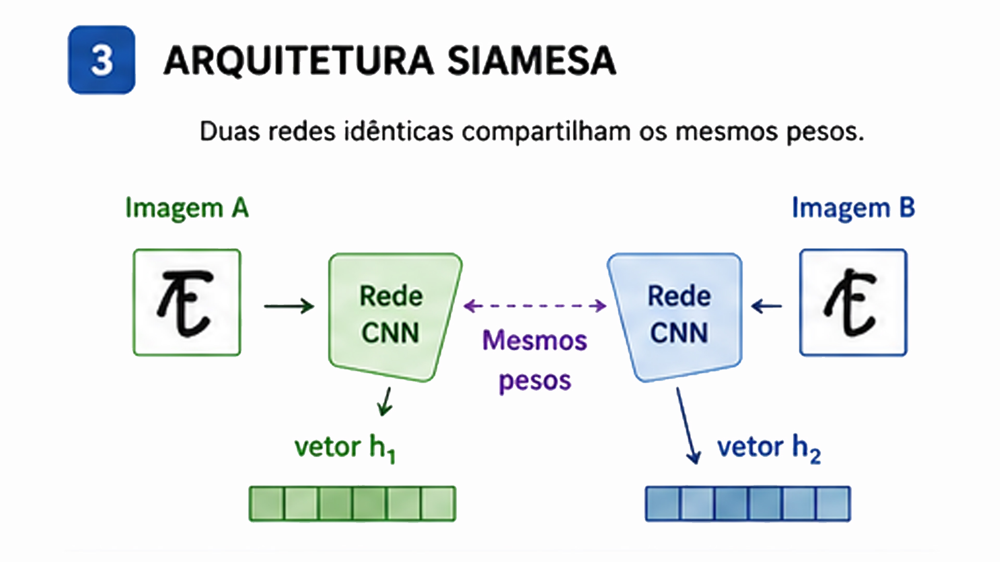 3 ARQUITETURA SIAMESA
Duas redes idênticas compartilham os mesmos pesos.
Imagem A
Imagem B
Rede
CNN
Mesmos
pesos
Rede
CNN
vetor h₁
vetor h₂